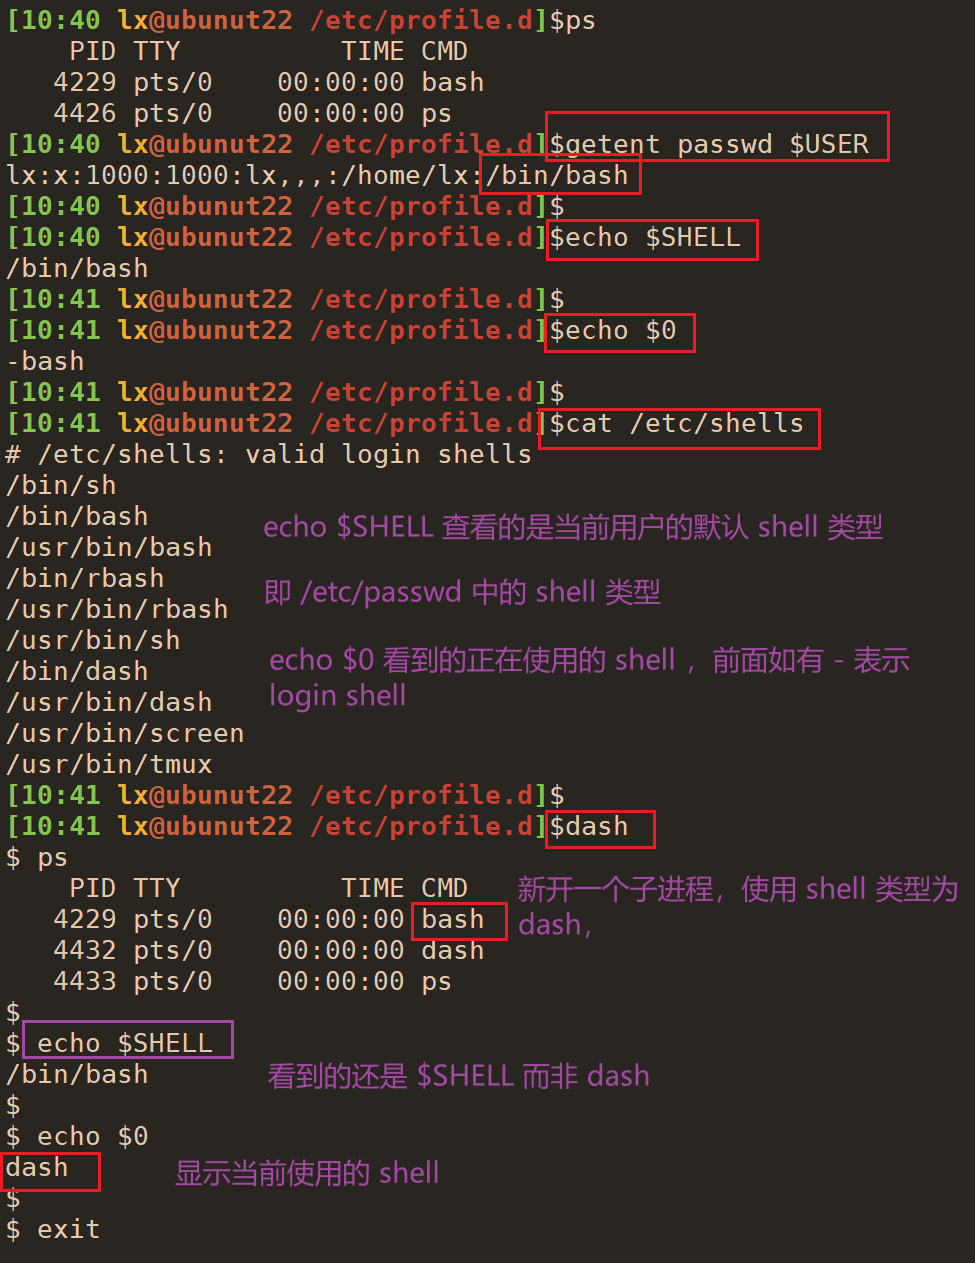 [10:40 lx@ubunut22 /etc/profile.d]$ps
PID TTY          TIME CMD
4229 pts/0    00:00:00 bash
4426 pts/0    00:00:00 ps
[10:40 lx@ubunut22 /etc/profile.d]$getent passwd $USER
lx:x:1000:1000:lx,,,:/home/lx:/bin/bash
[10:40 lx@ubunut22 /etc/profile.d]$
[10:40 lx@ubunut22 /etc/profile.d]$echo $SHELL
/bin/bash
[10:41 lx@ubunut22 /etc/profile.d]$
[10:41 lx@ubunut22 /etc/profile.d]$echo $0
-bash
[10:41 lx@ubunut22 /etc/profile.d]$
[10:41 lx@ubunut22 /etc/profile.d]$cat /etc/shells
# /etc/shells: valid login shells
/bin/sh
/bin/bash
/usr/bin/bash
/bin/rbash
/usr/bin/rbash
/usr/bin/sh
/bin/dash
/usr/bin/dash
/usr/bin/screen
/usr/bin/tmux
echo $SHELL 查看的是当前用户的默认 shell 类型
即 /etc/passwd 中的 shell 类型
echo $0 看到的正在使用的 shell ，前面如有 - 表示
login shell
[10:41 lx@ubunut22 /etc/profile.d]$
[10:41 lx@ubunut22 /etc/profile.d]$dash
$ ps
PID TTY          TIME CMD
4229 pts/0    00:00:00 bash
4432 pts/0    00:00:00 dash
4433 pts/0    00:00:00 ps
新开一个子进程，使用 shell 类型为
dash，
$
$ echo $SHELL
/bin/bash
看到的还是 $SHELL 而非 dash
$
$ echo $0
dash
显示当前使用的 shell
$
$ exit